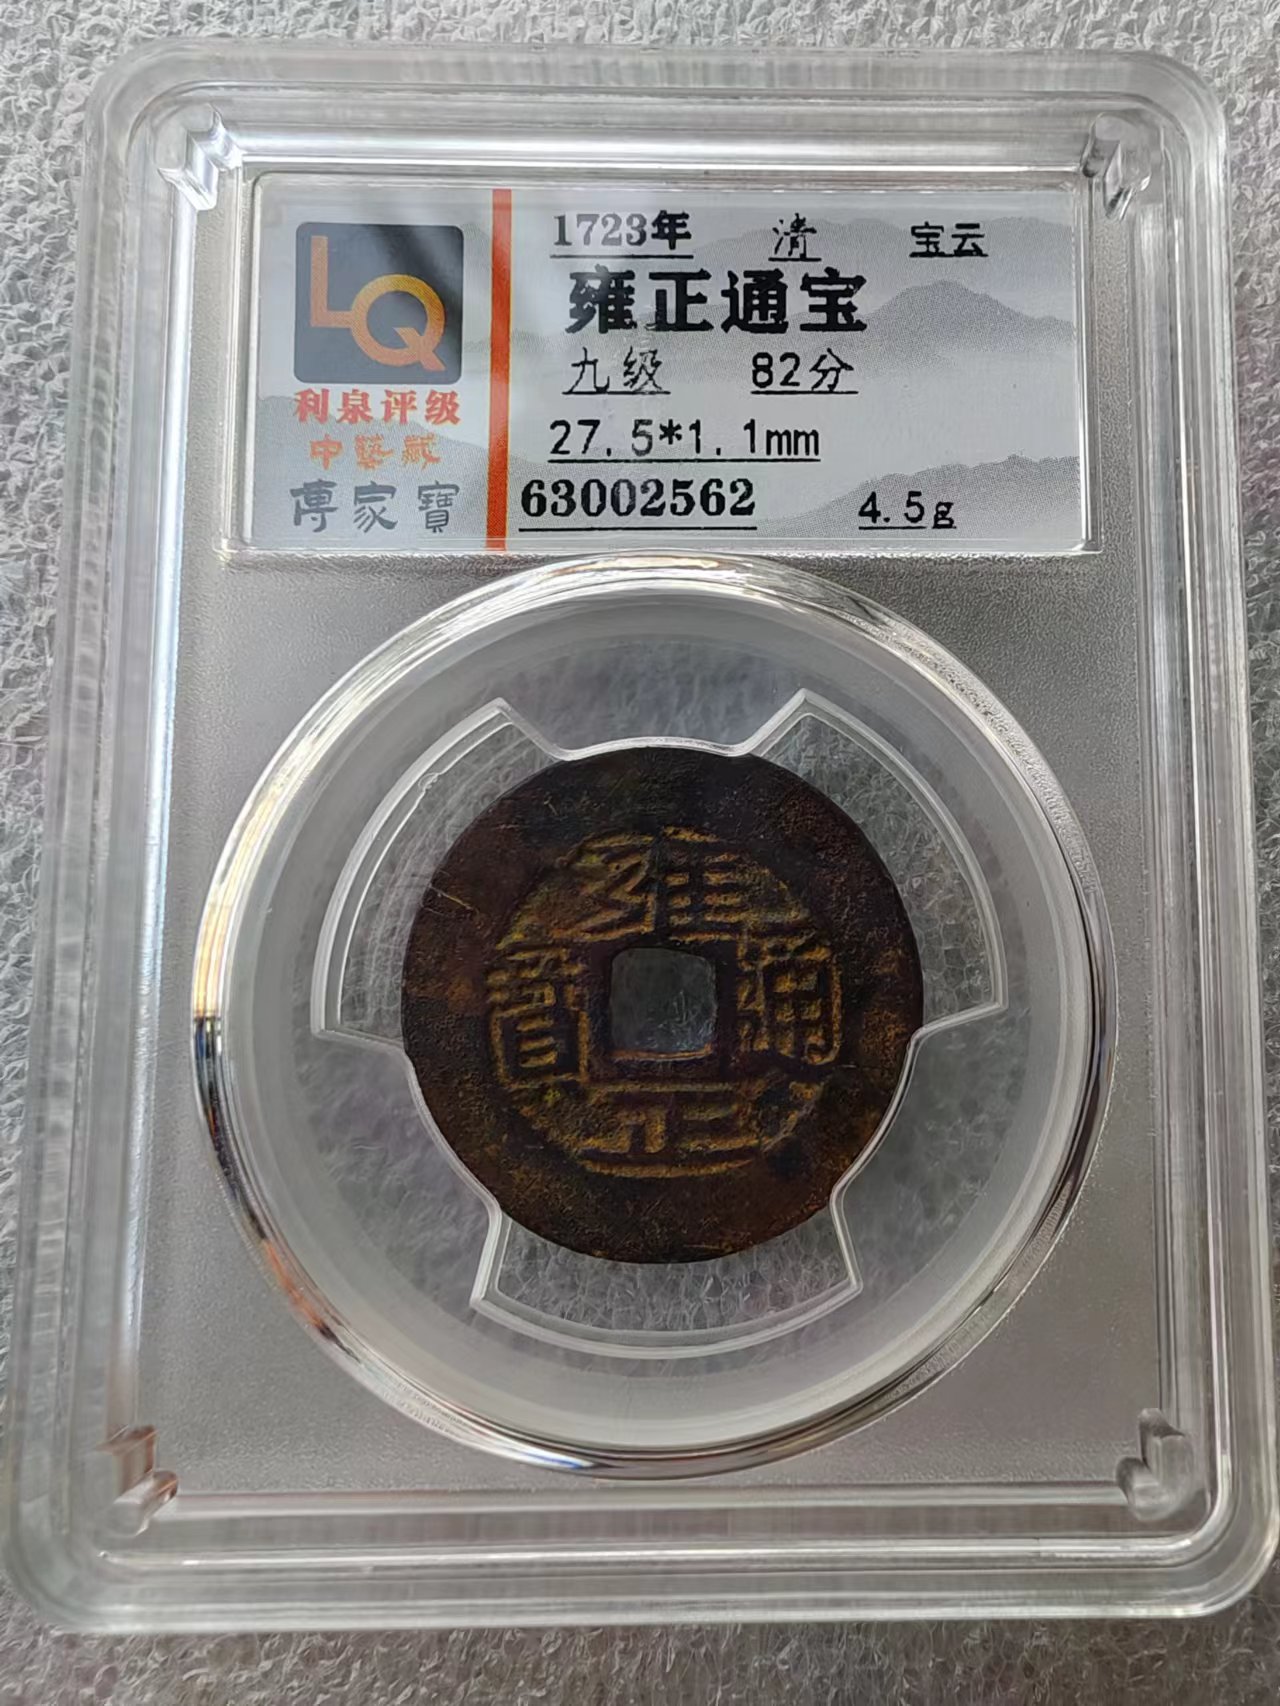 LQ
利泉评级
中藝藏
傳家寶
1723年 清 宝云
雍正通宝
九级 82分
27.5*1.1mm
63002562 4.5g
雍正通寶